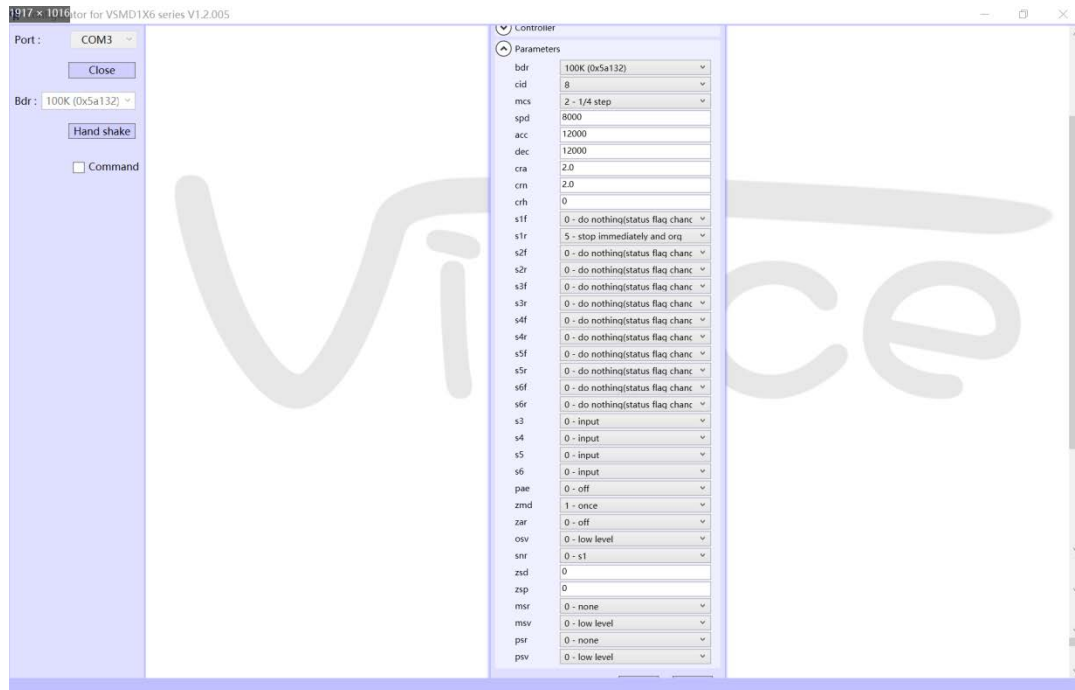 1917 × 1016
ator for VSMD1X6 series V1.2.005
Port : COM3
Close
Bdr : 100K (0x5a132)
Hand shake
Command
Vince
Controller
Parameters
bdr 100K (0x5a132)
cid 8
mcs 2 - 1/4 step
spd 8000
acc 12000
dec 12000
cra 2.0
crn 2.0
crh 0
s1f 0 - do nothing(status flag chanc
s1r 5 - stop immediately and org
s2f 0 - do nothing(status flag chanc
s2r 0 - do nothing(status flag chanc
s3f 0 - do nothing(status flag chanc
s3r 0 - do nothing(status flag chanc
s4f 0 - do nothing(status flag chanc
s4r 0 - do nothing(status flag chanc
s5f 0 - do nothing(status flag chanc
s5r 0 - do nothing(status flag chanc
s6f 0 - do nothing(status flag chanc
s6r 0 - do nothing(status flag chanc
s3 0 - input
s4 0 - input
s5 0 - input
s6 0 - input
pae 0 - off
zmd 1 - once
zar 0 - off
osv 0 - low level
snr 0 - s1
zsd 0
zsp 0
msr 0 - none
msv 0 - low level
psr 0 - none
psv 0 - low level